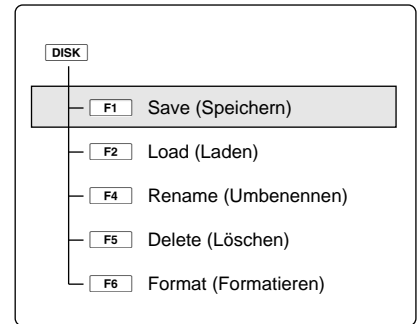 DISK
F1 Save (Speichern)
F2 Load (Laden)
F4 Rename (Umbenennen)
F5 Delete (Löschen)
F6 Format (Formatieren)